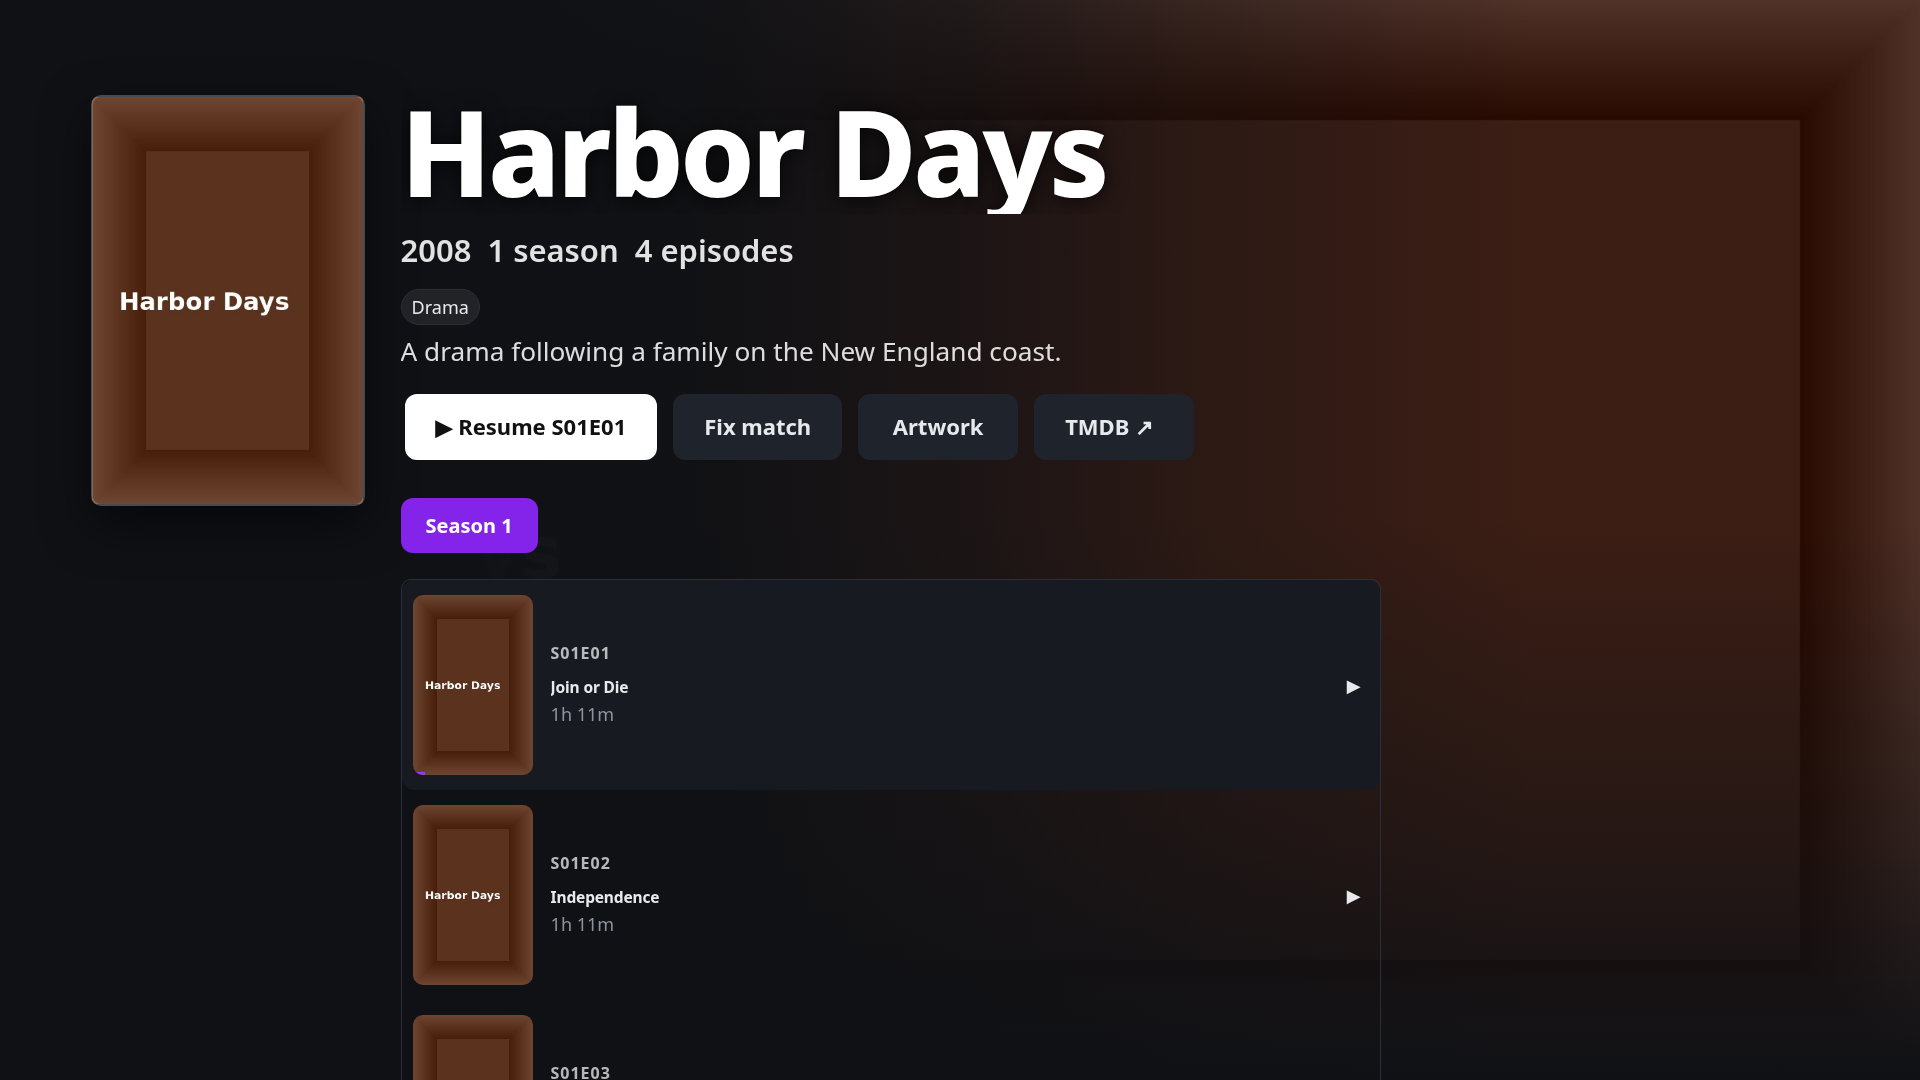 Harbor Days
Harbor Days
2008 1 season 4 episodes
Drama
A drama following a family on the New England coast.
▶ Resume S01E01
Fix match
Artwork
TMDB ↗
Season 1
Harbor Days
S01E01
Join or Die
1h 11m
▶
Harbor Days
S01E02
Independence
1h 11m
▶
S01E03